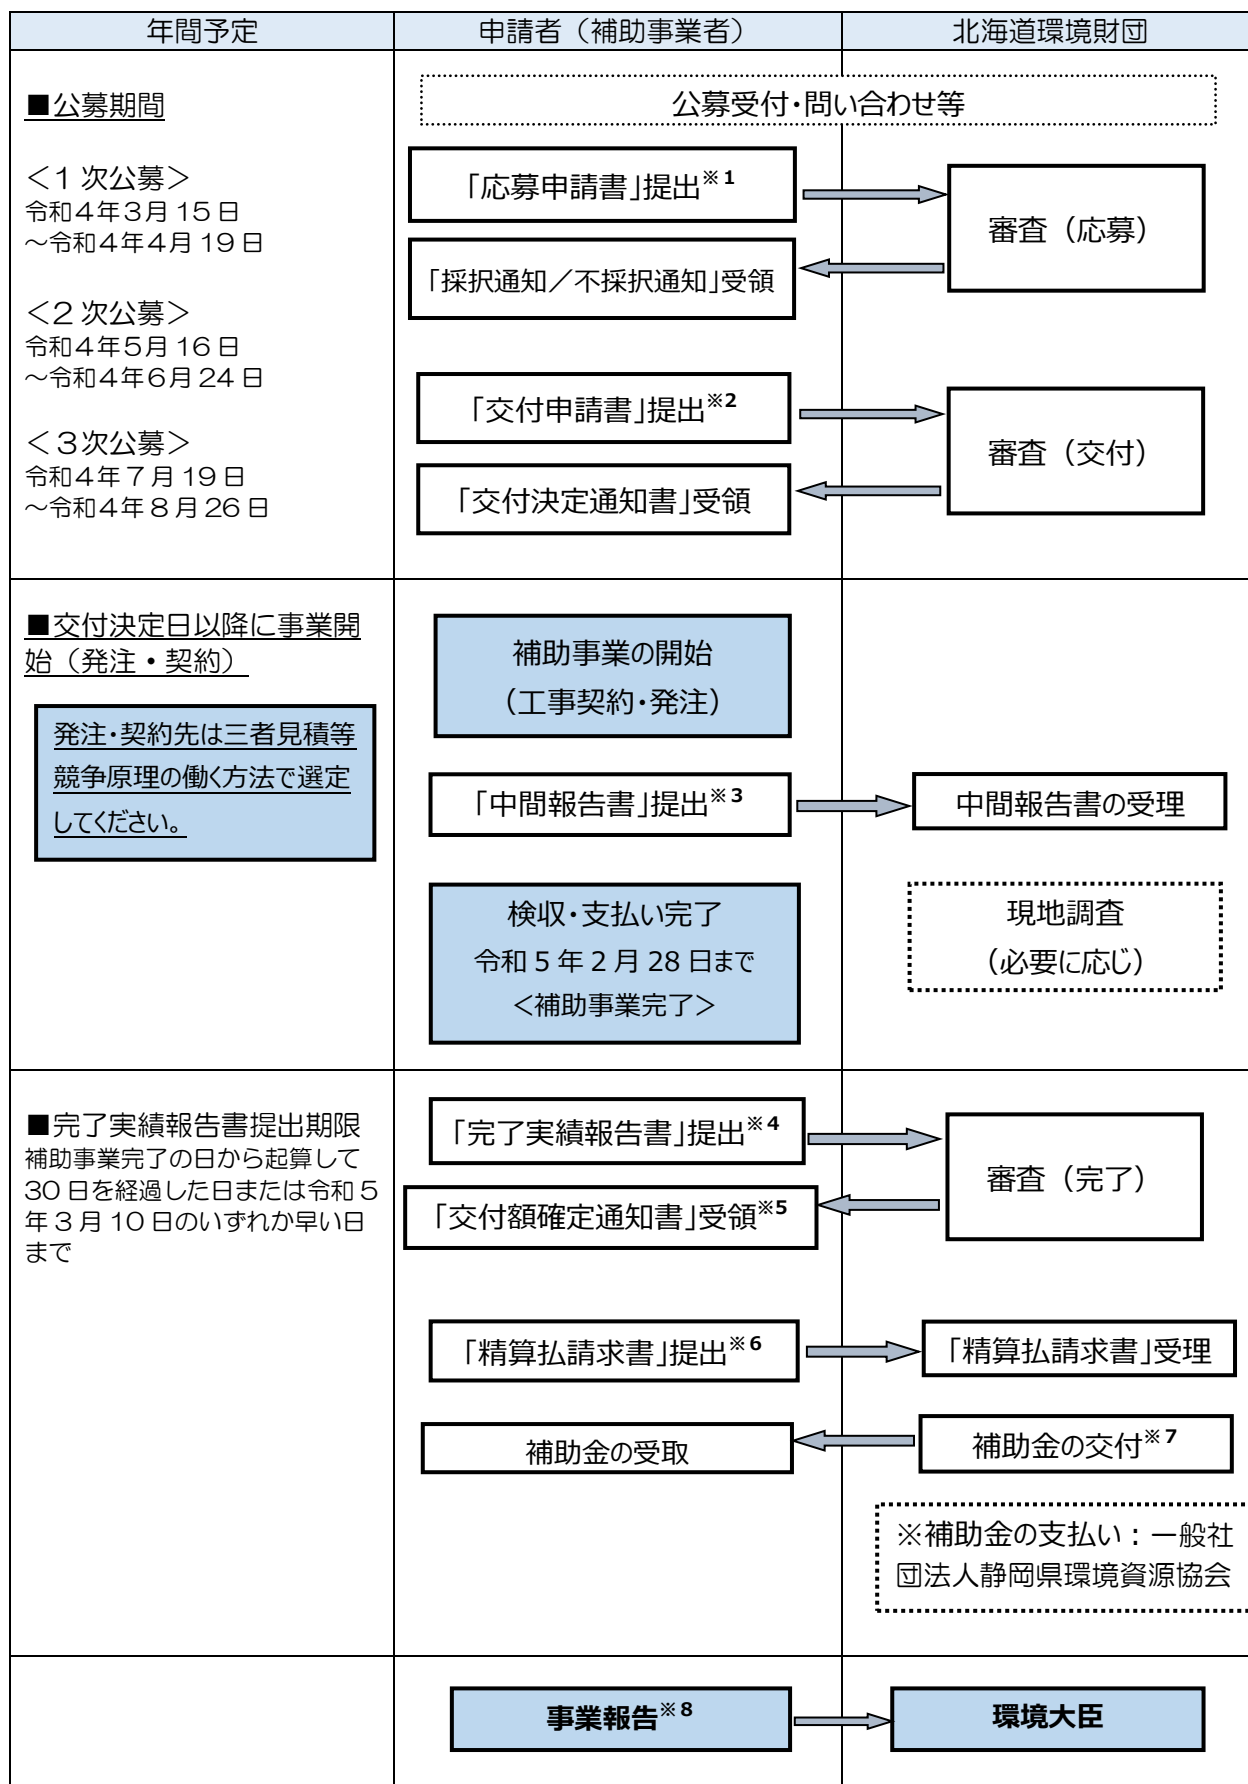 年間予定
申請者（補助事業者）
北海道環境財団
■公募期間
＜1次公募＞
令和4年3月15日
～令和4年4月19日
＜2次公募＞
令和4年5月16日
～令和4年6月24日
＜3次公募＞
令和4年7月19日
～令和4年8月26日
公募受付・問い合わせ等
「応募申請書」提出※1
審査（応募）
「採択通知／不採択通知」受領
「交付申請書」提出※2
審査（交付）
「交付決定通知書」受領
■交付決定日以降に事業開
始（発注・契約）
発注・契約先は三者見積等
競争原理の働く方法で選定
してください。
補助事業の開始
（工事契約・発注）
「中間報告書」提出※3
中間報告書の受理
検収・支払い完了
令和5年2月28日まで
＜補助事業完了＞
現地調査
（必要に応じ）
■完了実績報告書提出期限
補助事業完了の日から起算して
30日を経過した日または令和5
年3月10日のいずれか早い日
まで
「完了実績報告書」提出※4
審査（完了）
「交付額確定通知書」受領※5
「精算払請求書」提出※6
「精算払請求書」受理
補助金の受取
補助金の交付※7
※補助金の支払い：一般社
団法人静岡県環境資源協会
事業報告※8
環境大臣